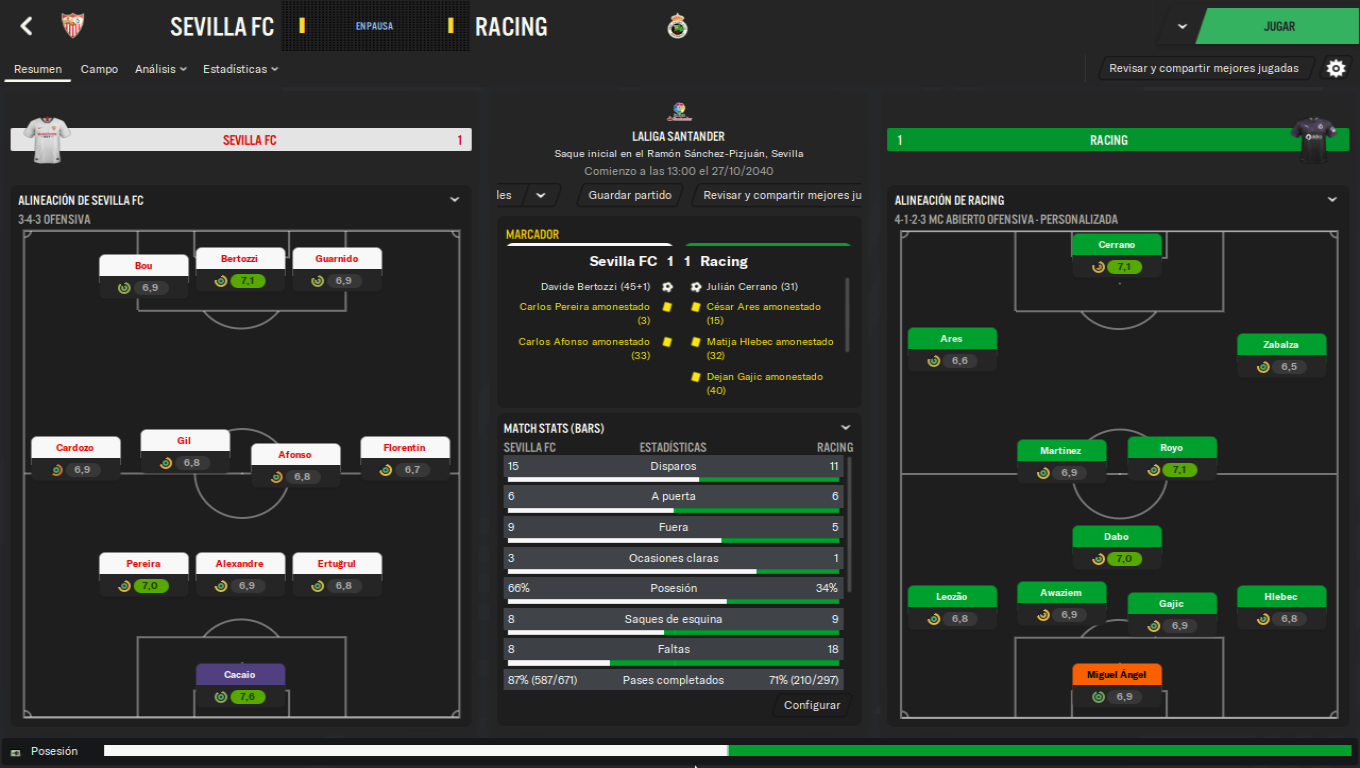 SEVILLA FC
EN PAUSA
RACING
JUGAR
Resumen
Campo
Análisis
Estadísticas
Revisar y compartir mejores jugadas
SEVILLA FC 1
LALIGA SANTANDER
Saque inicial en el Ramón Sánchez-Pizjuán, Sevilla
Comienzo a las 13:00 el 27/10/2040
1 RACING
les
Guardar partido
Revisar y compartir mejores ju
ALINEACIÓN DE SEVILLA FC
3-4-3 OFENSIVA
Bou
6,9
Bertozzi
7,1
Guarnido
6,9
Cardozo
6,9
Gil
6,8
Afonso
6,8
Florentín
6,7
Pereira
7,0
Alexandre
6,9
Ertuğrul
6,8
Cacaio
7,6
MARCADOR
Sevilla FC 1 1 Racing
Davide Bertozzi (45+1)
Carlos Pereira amonestado
(3)
Carlos Afonso amonestado
(33)
Julián Cerrano (31)
César Ares amonestado
(15)
Matija Hlebec amonestado
(32)
Dejan Gajic amonestado
(40)
MATCH STATS (BARS)
SEVILLA FC ESTADÍSTICAS RACING
15 Disparos 11
6 A puerta 6
9 Fuera 5
3 Ocasiones claras 1
66% Posesión 34%
8 Saques de esquina 9
8 Faltas 18
87% (587/671) Pases completados 71% (210/297)
Configurar
ALINEACIÓN DE RACING
4-1-2-3 MC ABIERTO OFENSIVA - PERSONALIZADA
Cerrano
7,1
Ares
6,6
Zabalza
6,5
Martínez
6,9
Royo
7,1
Dabo
7,0
Leozão
6,8
Awaziem
6,9
Gajic
6,9
Hlebec
6,8
Miguel Ángel
6,9
Posesión